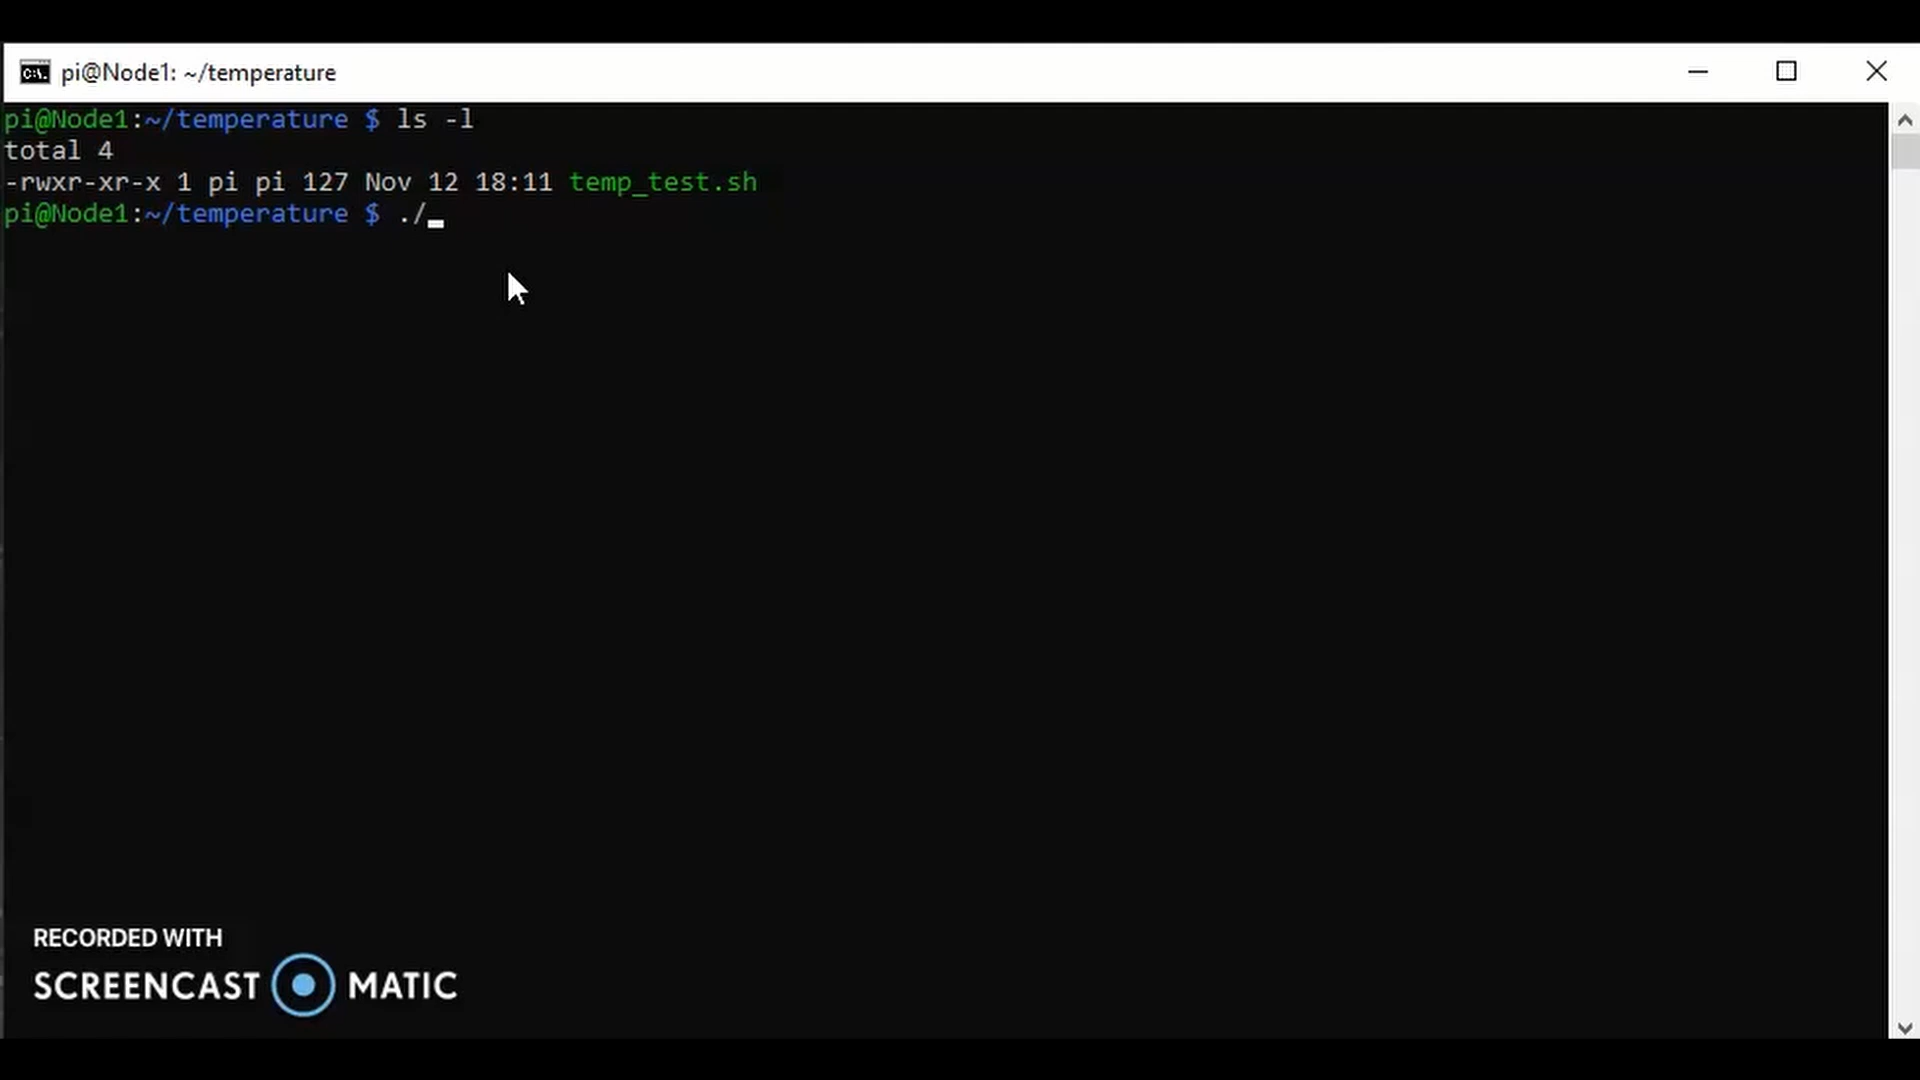 pi@Node1: ~/temperature
pi@Node1:~/temperature $ ls -l
total 4
-rwxr-xr-x 1 pi pi 127 Nov 12 18:11 temp_test.sh
pi@Node1:~/temperature $ ./
RECORDED WITH
SCREENCAST MATIC